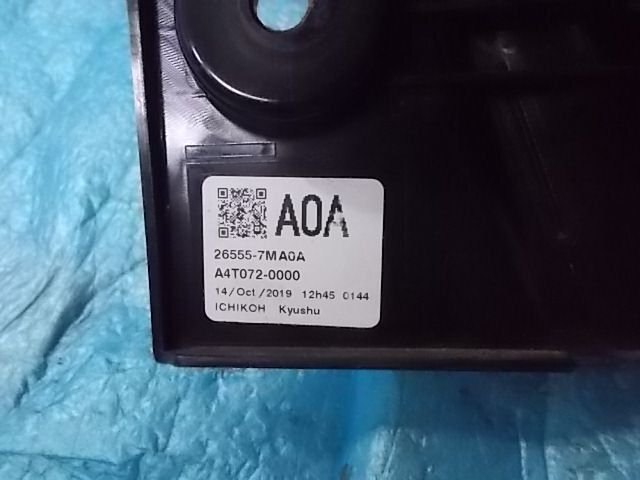 A0A
26555-7MA0A
A4T072-0000
14/Oct/2019 12h45 0144
ICHIKOH Kyushu